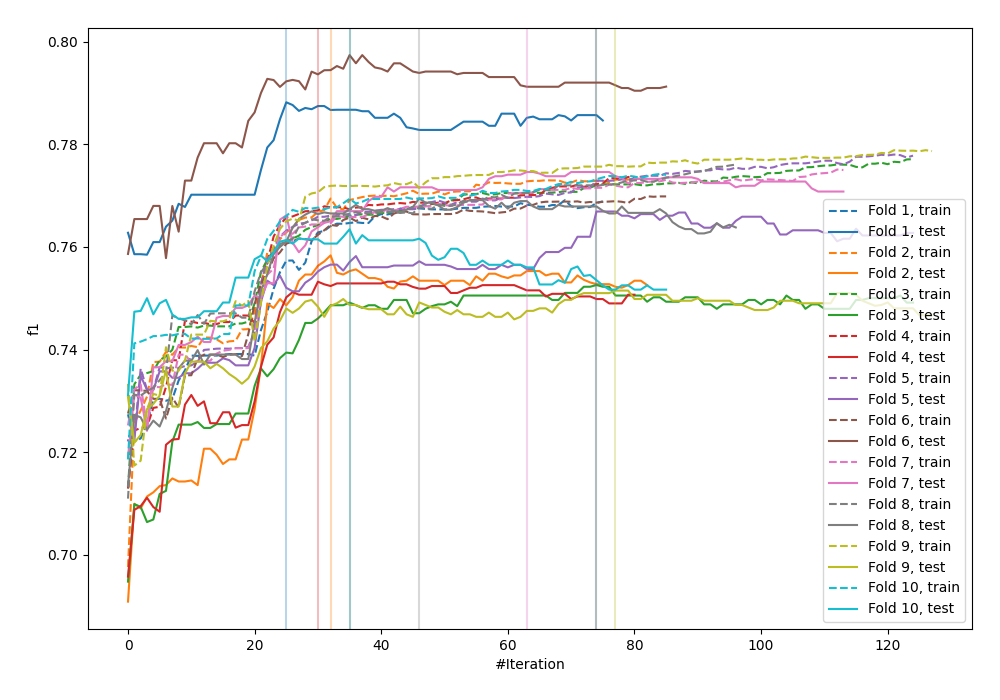 0.80
0.78
0.76
0.74
0.72
0.70
f1
0
20
40
60
80
100
120
#Iteration
Fold 1, train
Fold 1, test
Fold 2, train
Fold 2, test
Fold 3, train
Fold 3, test
Fold 4, train
Fold 4, test
Fold 5, train
Fold 5, test
Fold 6, train
Fold 6, test
Fold 7, train
Fold 7, test
Fold 8, train
Fold 8, test
Fold 9, train
Fold 9, test
Fold 10, train
Fold 10, test